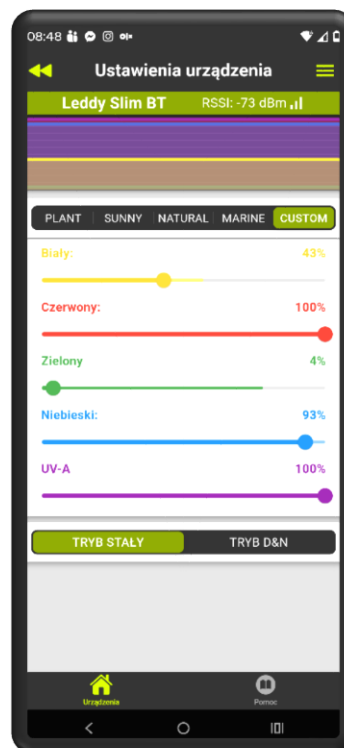 08:48
Ustawienia urządzenia
Leddy Slim BT RSSI: -73 dBm
PLANT SUNNY NATURAL MARINE CUSTOM
Biały: 43%
Czerwony: 100%
Zielony 4%
Niebieski: 93%
UV-A 100%
TRYB STAŁY TRYB D&N
Urządzenia Pomoc